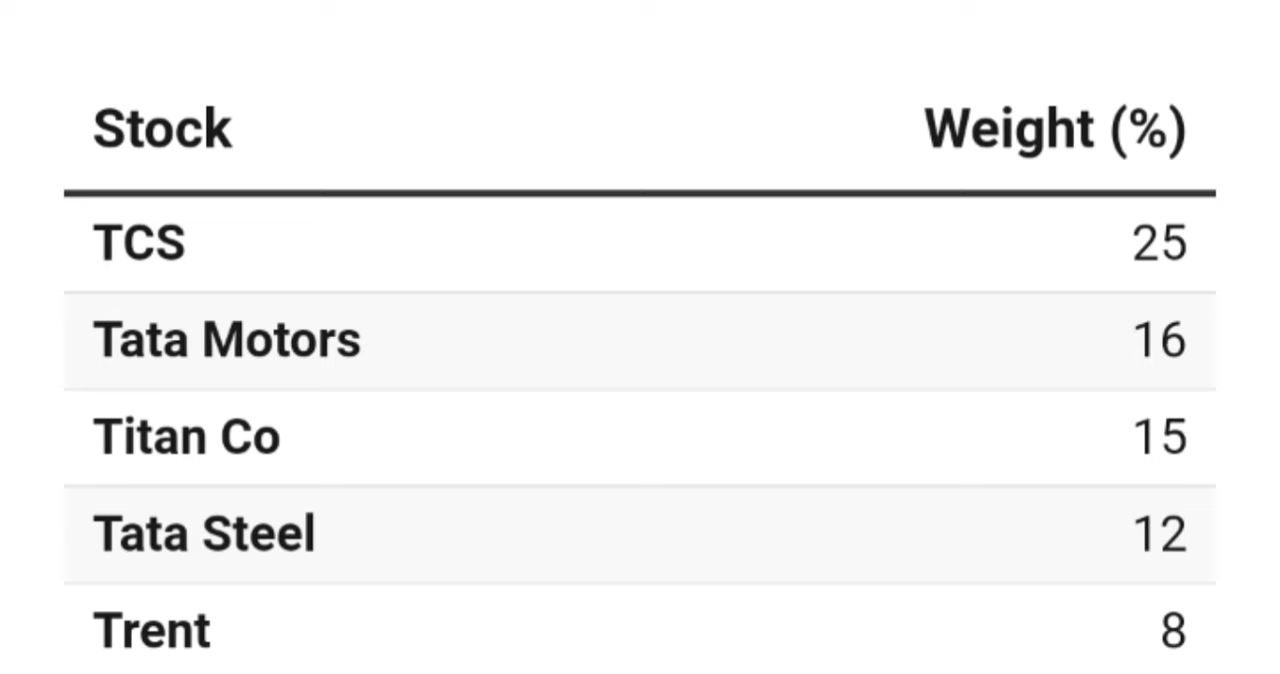 Stock Weight (%)
TCS 25
Tata Motors 16
Titan Co 15
Tata Steel 12
Trent 8